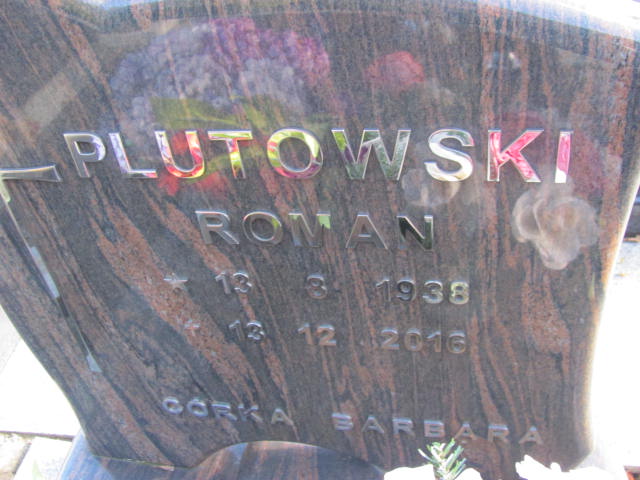 PLUTOWSKI
ROMAN
★ 13 8 1938
✝ 13 12 2016
CÓRKA BARBARA